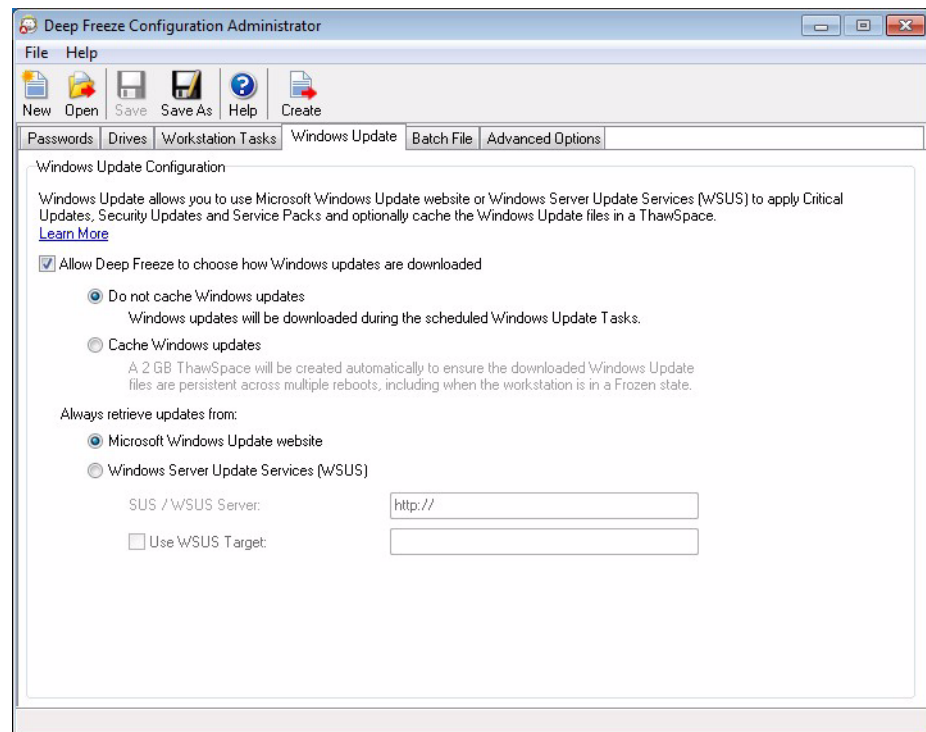 Deep Freeze Configuration Administrator
File Help
New Open Save Save As Help Create
Passwords Drives Workstation Tasks Windows Update Batch File Advanced Options
Windows Update Configuration
Windows Update allows you to use Microsoft Windows Update website or Windows Server Update Services (WSUS) to apply Critical
Updates, Security Updates and Service Packs and optionally cache the Windows Update files in a ThawSpace.
Learn More
Allow Deep Freeze to choose how Windows updates are downloaded
Do not cache Windows updates
Windows updates will be downloaded during the scheduled Windows Update Tasks.
Cache Windows updates
A 2 GB ThawSpace will be created automatically to ensure the downloaded Windows Update
files are persistent across multiple reboots, including when the workstation is in a Frozen state.
Always retrieve updates from:
Microsoft Windows Update website
Windows Server Update Services (WSUS)
SUS / WSUS Server: http://
Use WSUS Target: